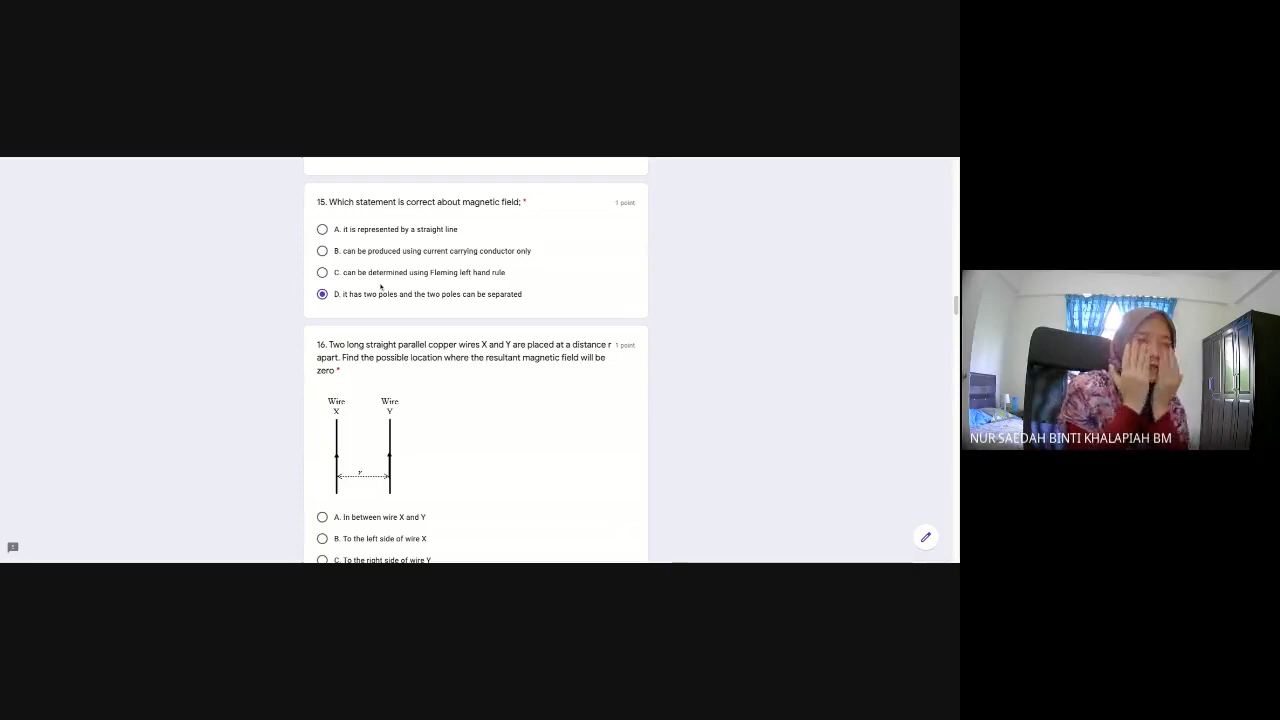 15. Which statement is correct about magnetic field; *
1 point
A. it is represented by a straight line
B. can be produced using current carrying conductor only
C. can be determined using Fleming left hand rule
D. it has two poles and the two poles can be separated
16. Two long straight parallel copper wires X and Y are placed at a distance r
1 point
apart. Find the possible location where the resultant magnetic field will be
zero *
Wire Wire
X Y
r
A. In between wire X and Y
B. To the left side of wire X
C. To the right side of wire Y
NUR SAEDAH BINTI KHALAPIAH BM